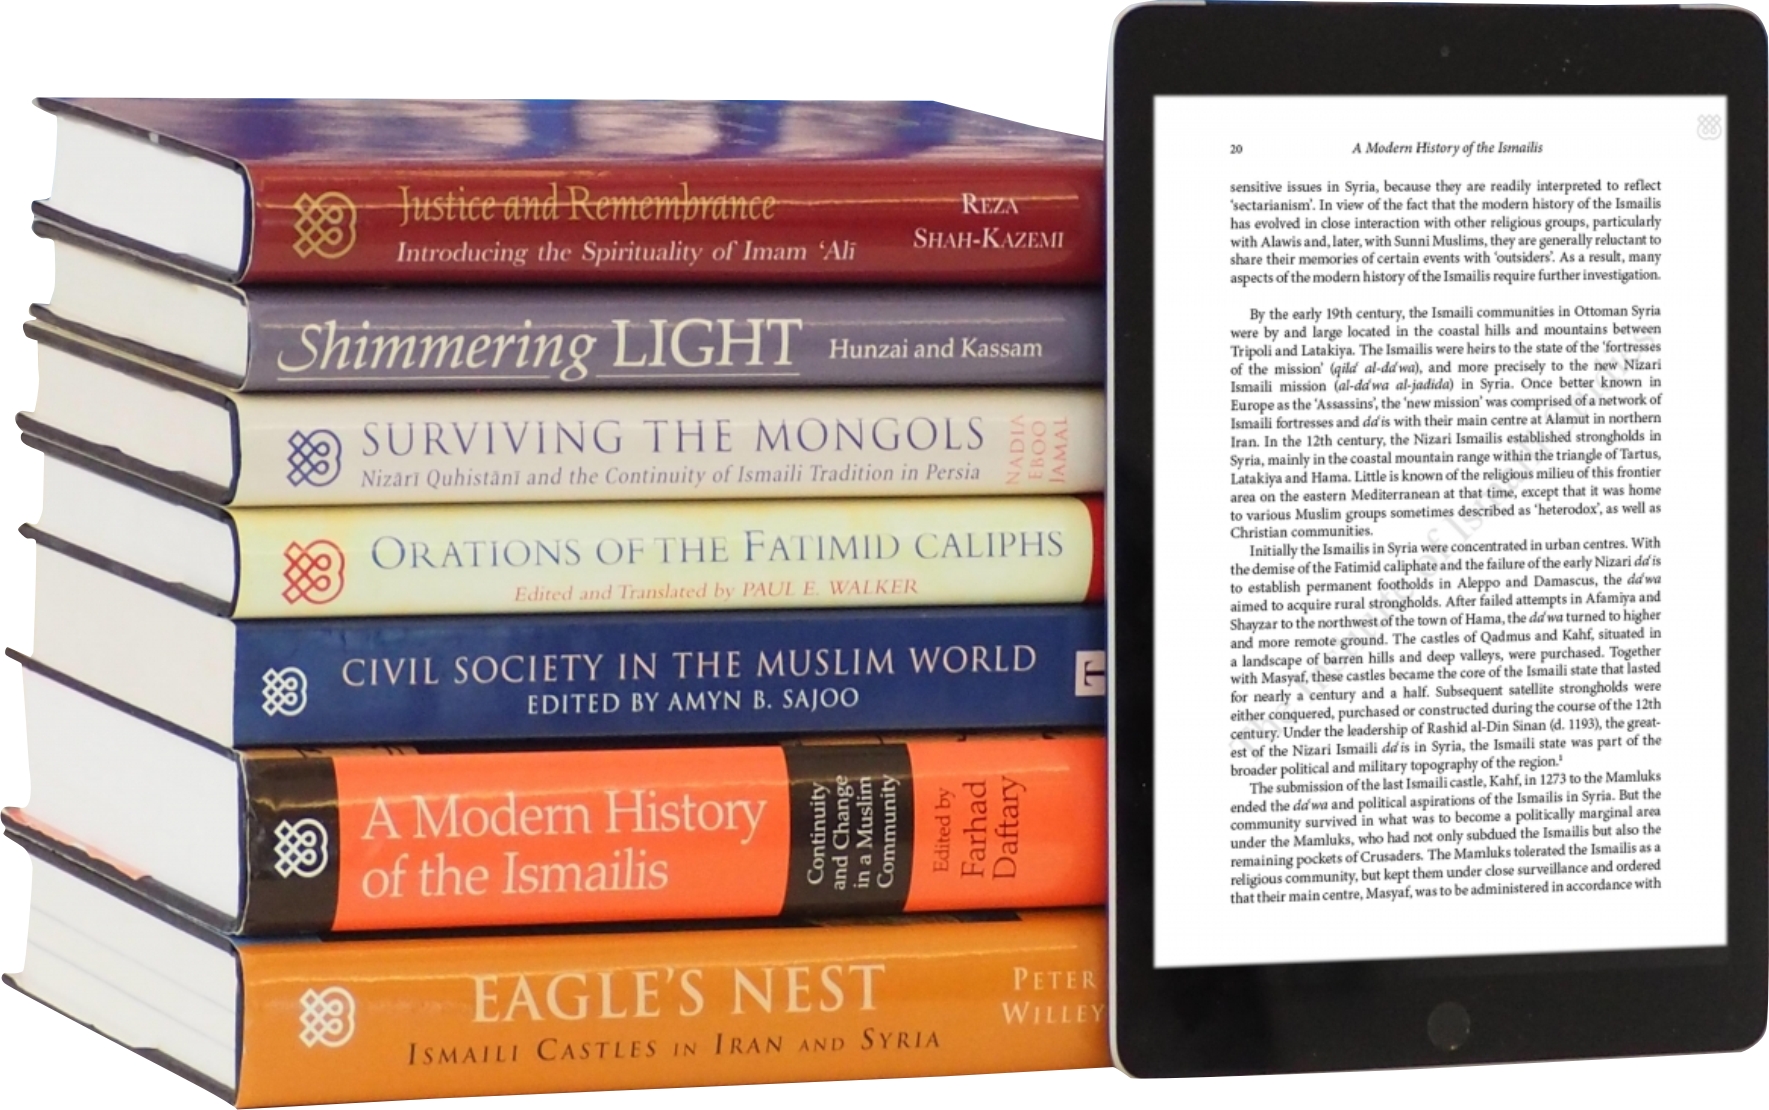 Justice and Remembrance
Introducing the Spirituality of Imam ‘Alī
REZA
SHAH-KAZEMI
Shimmering LIGHT Hunzai and Kassam
SURVIVING THE MONGOLS
Nizārī Quhistānī and the Continuity of Ismaili Tradition in Persia
NADIA
EBOO
JAMAL
ORATIONS OF THE FATIMID CALIPHS
Edited and Translated by PAUL E. WALKER
CIVIL SOCIETY IN THE MUSLIM WORLD
EDITED BY AMYN B. SAJOO
A Modern History
of the Ismailis
Continuity
and Change
in a Muslim
Community
Edited by
Farhad
Daftary
EAGLE'S NEST
ISMAILI CASTLES IN IRAN AND SYRIA
PETER
WILLEY
20 A Modern History of the Ismailis
sensitive issues in Syria, because they are readily interpreted to reflect
‘sectarianism’. In view of the fact that the modern history of the Ismailis
has evolved in close interaction with other religious groups, particularly
with Alawis and, later, with Sunni Muslims, they are generally reluctant to
share their memories of certain events with ‘outsiders’. As a result, many
aspects of the modern history of the Ismailis require further investigation.
By the early 19th century, the Ismaili communities in Ottoman Syria
were by and large located in the coastal hills and mountains between
Tripoli and Latakiya. The Ismailis were heirs to the state of the ‘fortresses
of the mission’ (qilaʿ al-daʿwa), and more precisely to the new Nizari
Ismaili mission (al-daʿwa al-jadida) in Syria. Once better known in
Europe as the ‘Assassins’, the ‘new mission’ was comprised of a network of
Ismaili fortresses and daʿis with their main centre at Alamut in northern
Iran. In the 12th century, the Nizari Ismailis established strongholds in
Syria, mainly in the coastal mountain range within the triangle of Tartus,
Latakiya and Hama. Little is known of the religious milieu of this frontier
area on the eastern Mediterranean at that time, except that it was home
to various Muslim groups sometimes described as ‘heterodox’, as well as
Christian communities.
Initially the Ismailis in Syria were concentrated in urban centres. With
the demise of the Fatimid caliphate and the failure of the early Nizari daʿis
to establish permanent footholds in Aleppo and Damascus, the daʿwa
aimed to acquire rural strongholds. After failed attempts in Afamiya and
Shayzar to the northwest of the town of Hama, the daʿwa turned to higher
and more remote ground. The castles of Qadmus and Kahf, situated in
a landscape of barren hills and deep valleys, were purchased. Together
with Masyaf, these castles became the core of the Ismaili state that lasted
for nearly a century and a half. Subsequent satellite strongholds were
either conquered, purchased or constructed during the course of the 12th
century. Under the leadership of Rashid al-Din Sinan (d. 1193), the great-
est of the Nizari Ismaili daʿis in Syria, the Ismaili state was part of the
broader political and military topography of the region.¹
The submission of the last Ismaili castle, Kahf, in 1273 to the Mamluks
ended the daʿwa and political aspirations of the Ismailis in Syria. But the
community survived in what was to become a politically marginal area
under the Mamluks, who had not only subdued the Ismailis but also the
remaining pockets of Crusaders. The Mamluks tolerated the Ismailis as a
religious community, but kept them under close surveillance and ordered
that their main centre, Masyaf, was to be administered in accordance with